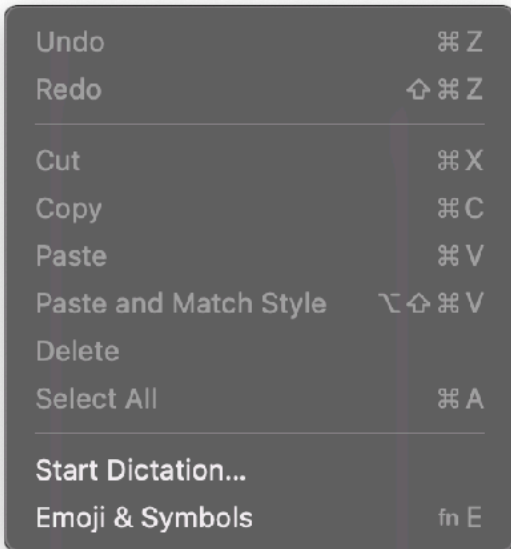 Undo ⌘ Z
Redo ⇧ ⌘ Z
Cut ⌘ X
Copy ⌘ C
Paste ⌘ V
Paste and Match Style ⌥ ⇧ ⌘ V
Delete
Select All ⌘ A
Start Dictation...
Emoji & Symbols fn E